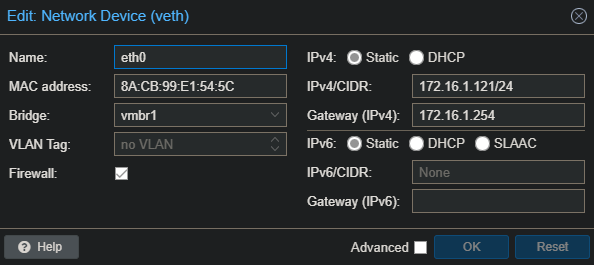 Edit: Network Device (veth)
Name: eth0
MAC address: 8A:CB:99:E1:54:5C
Bridge: vmbr1
VLAN Tag: no VLAN
Firewall:
IPv4: Static DHCP
IPv4/CIDR: 172.16.1.121/24
Gateway (IPv4): 172.16.1.254
IPv6: Static DHCP SLAAC
IPv6/CIDR: None
Gateway (IPv6):
Help
Advanced OK Reset